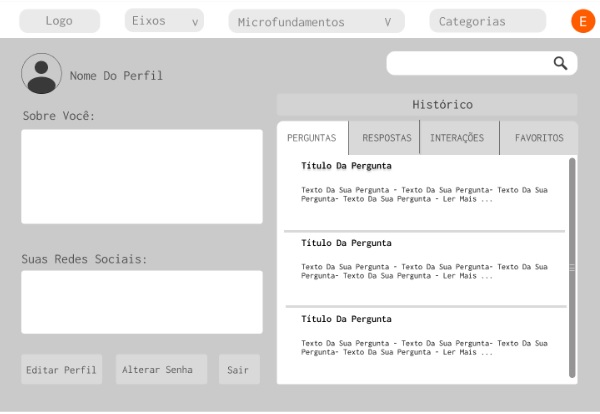 Logo
Eixos v
Microfundamentos V
Categorias
E
Nome Do Perfil
Sobre Você:
Suas Redes Sociais:
Editar Perfil
Alterar Senha
Sair
Histórico
PERGUNTAS RESPOSTAS INTERAÇÕES FAVORITOS
Título Da Pergunta
Texto Da Sua Pergunta - Texto Da Sua Pergunta- Texto Da Sua
Pergunta- Texto Da Sua Pergunta - Ler Mais ...
Título Da Pergunta
Texto Da Sua Pergunta - Texto Da Sua Pergunta- Texto Da Sua
Pergunta- Texto Da Sua Pergunta - Ler Mais ...
Título Da Pergunta
Texto Da Sua Pergunta - Texto Da Sua Pergunta- Texto Da Sua
Pergunta- Texto Da Sua Pergunta - Ler Mais ...